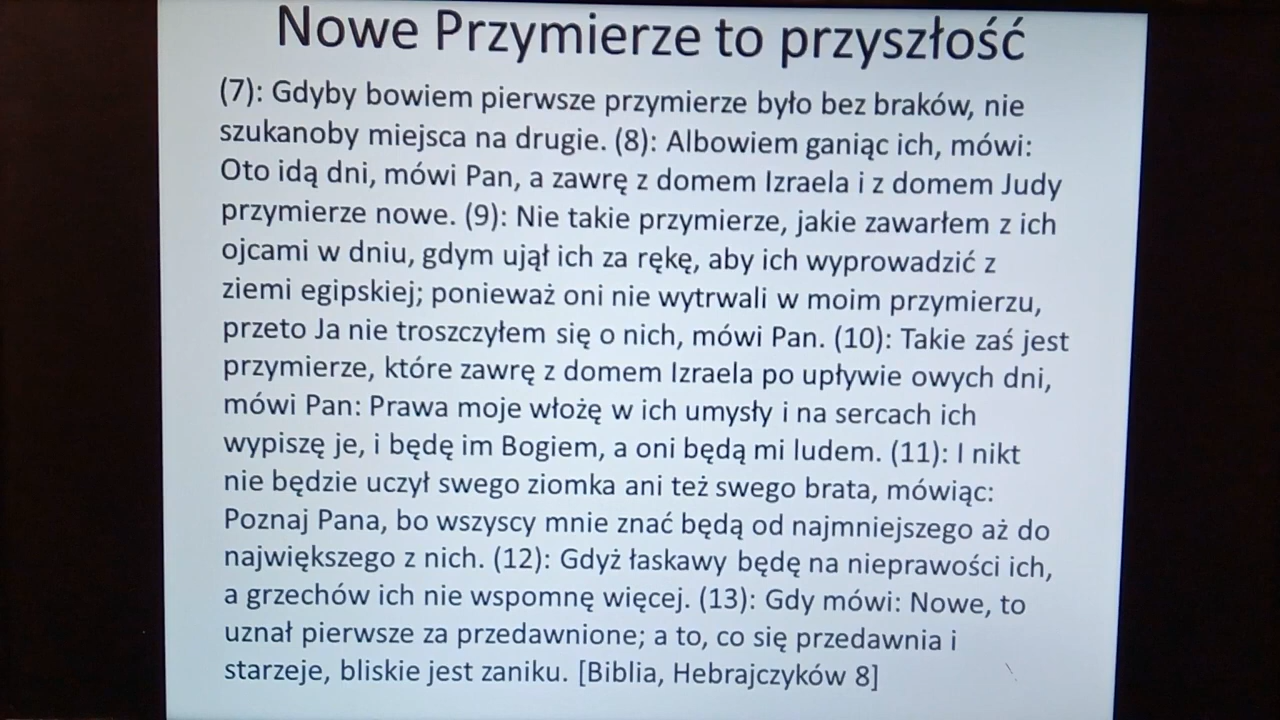 Nowe Przymierze to przyszłość
(7): Gdyby bowiem pierwsze przymierze było bez braków, nie
szukanoby miejsca na drugie. (8): Albowiem ganiąc ich, mówi:
Oto idą dni, mówi Pan, a zawrę z domem Izraela i z domem Judy
przymierze nowe. (9): Nie takie przymierze, jakie zawarłem z ich
ojcami w dniu, gdym ujął ich za rękę, aby ich wyprowadzić z
ziemi egipskiej; ponieważ oni nie wytrwali w moim przymierzu,
przeto Ja nie troszczyłem się o nich, mówi Pan. (10): Takie zaś jest
przymierze, które zawrę z domem Izraela po upływie owych dni,
mówi Pan: Prawa moje włożę w ich umysły i na sercach ich
wypiszę je, i będę im Bogiem, a oni będą mi ludem. (11): I nikt
nie będzie uczył swego ziomka ani też swego brata, mówiąc:
Poznaj Pana, bo wszyscy mnie znać będą od najmniejszego aż do
największego z nich. (12): Gdyż łaskawy będę na nieprawości ich,
a grzechów ich nie wspomnę więcej. (13): Gdy mówi: Nowe, to
uznał pierwsze za przedawnione; a to, co się przedawnia i
starzeje, bliskie jest zaniku. [Biblia, Hebrajczyków 8]